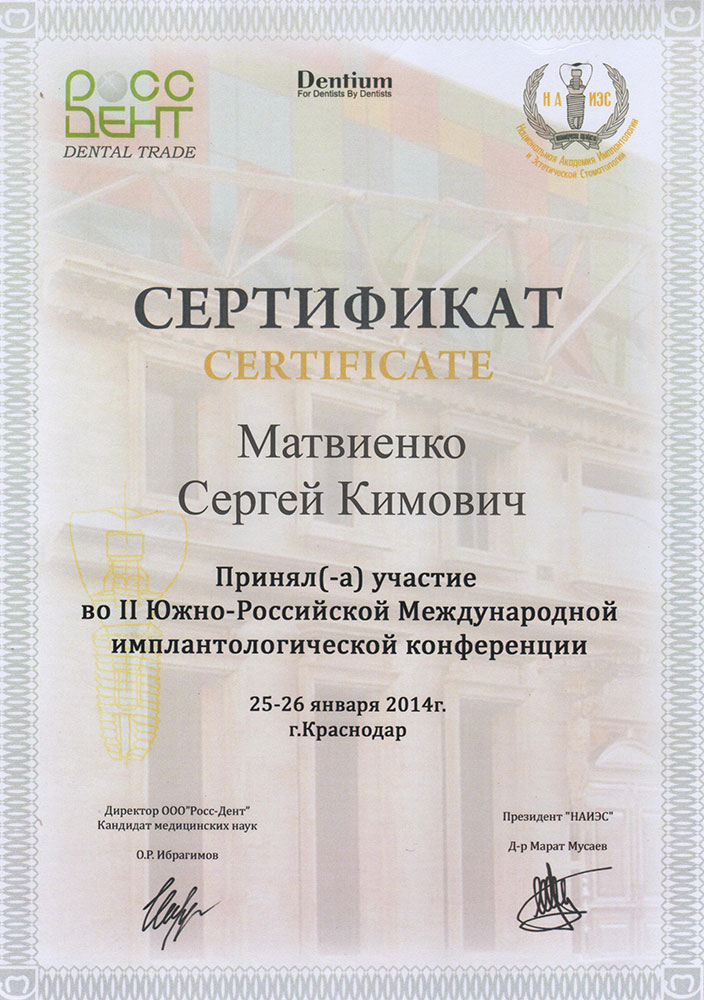 РОСС
ДЕНТ
DENTAL TRADE
Dentium
For Dentists By Dentists
НА ИЭС
Национальная Академия Имплантологии
и Эстетической Стоматологии
СЕРТИФИКАТ
CERTIFICATE
Матвиенко
Сергей Кимович
Принял(-а) участие
во II Южно-Российской Международной
имплантологической конференции
25-26 января 2014г.
г.Краснодар
Директор ООО"Росс-Дент"
Кандидат медицинских наук
О.Р. Ибрагимов
Президент "НАИЭС"
Д-р Марат Мусаев